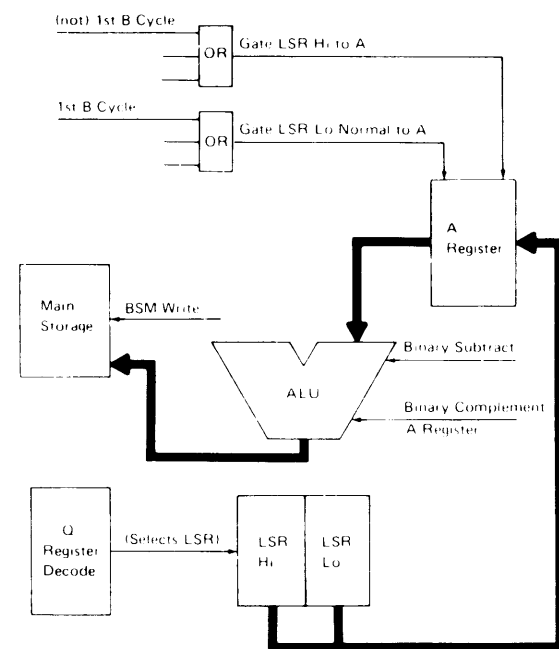 (not) 1st B Cycle
OR
Gate LSR Hi to A
1st B Cycle
OR
Gate LSR Lo Normal to A
A
Register
Main
Storage
BSM Write
Binary Subtract
ALU
Binary Complement
A Register
Q
Register
Decode
(Selects LSR)
LSR
Hi
LSR
Lo